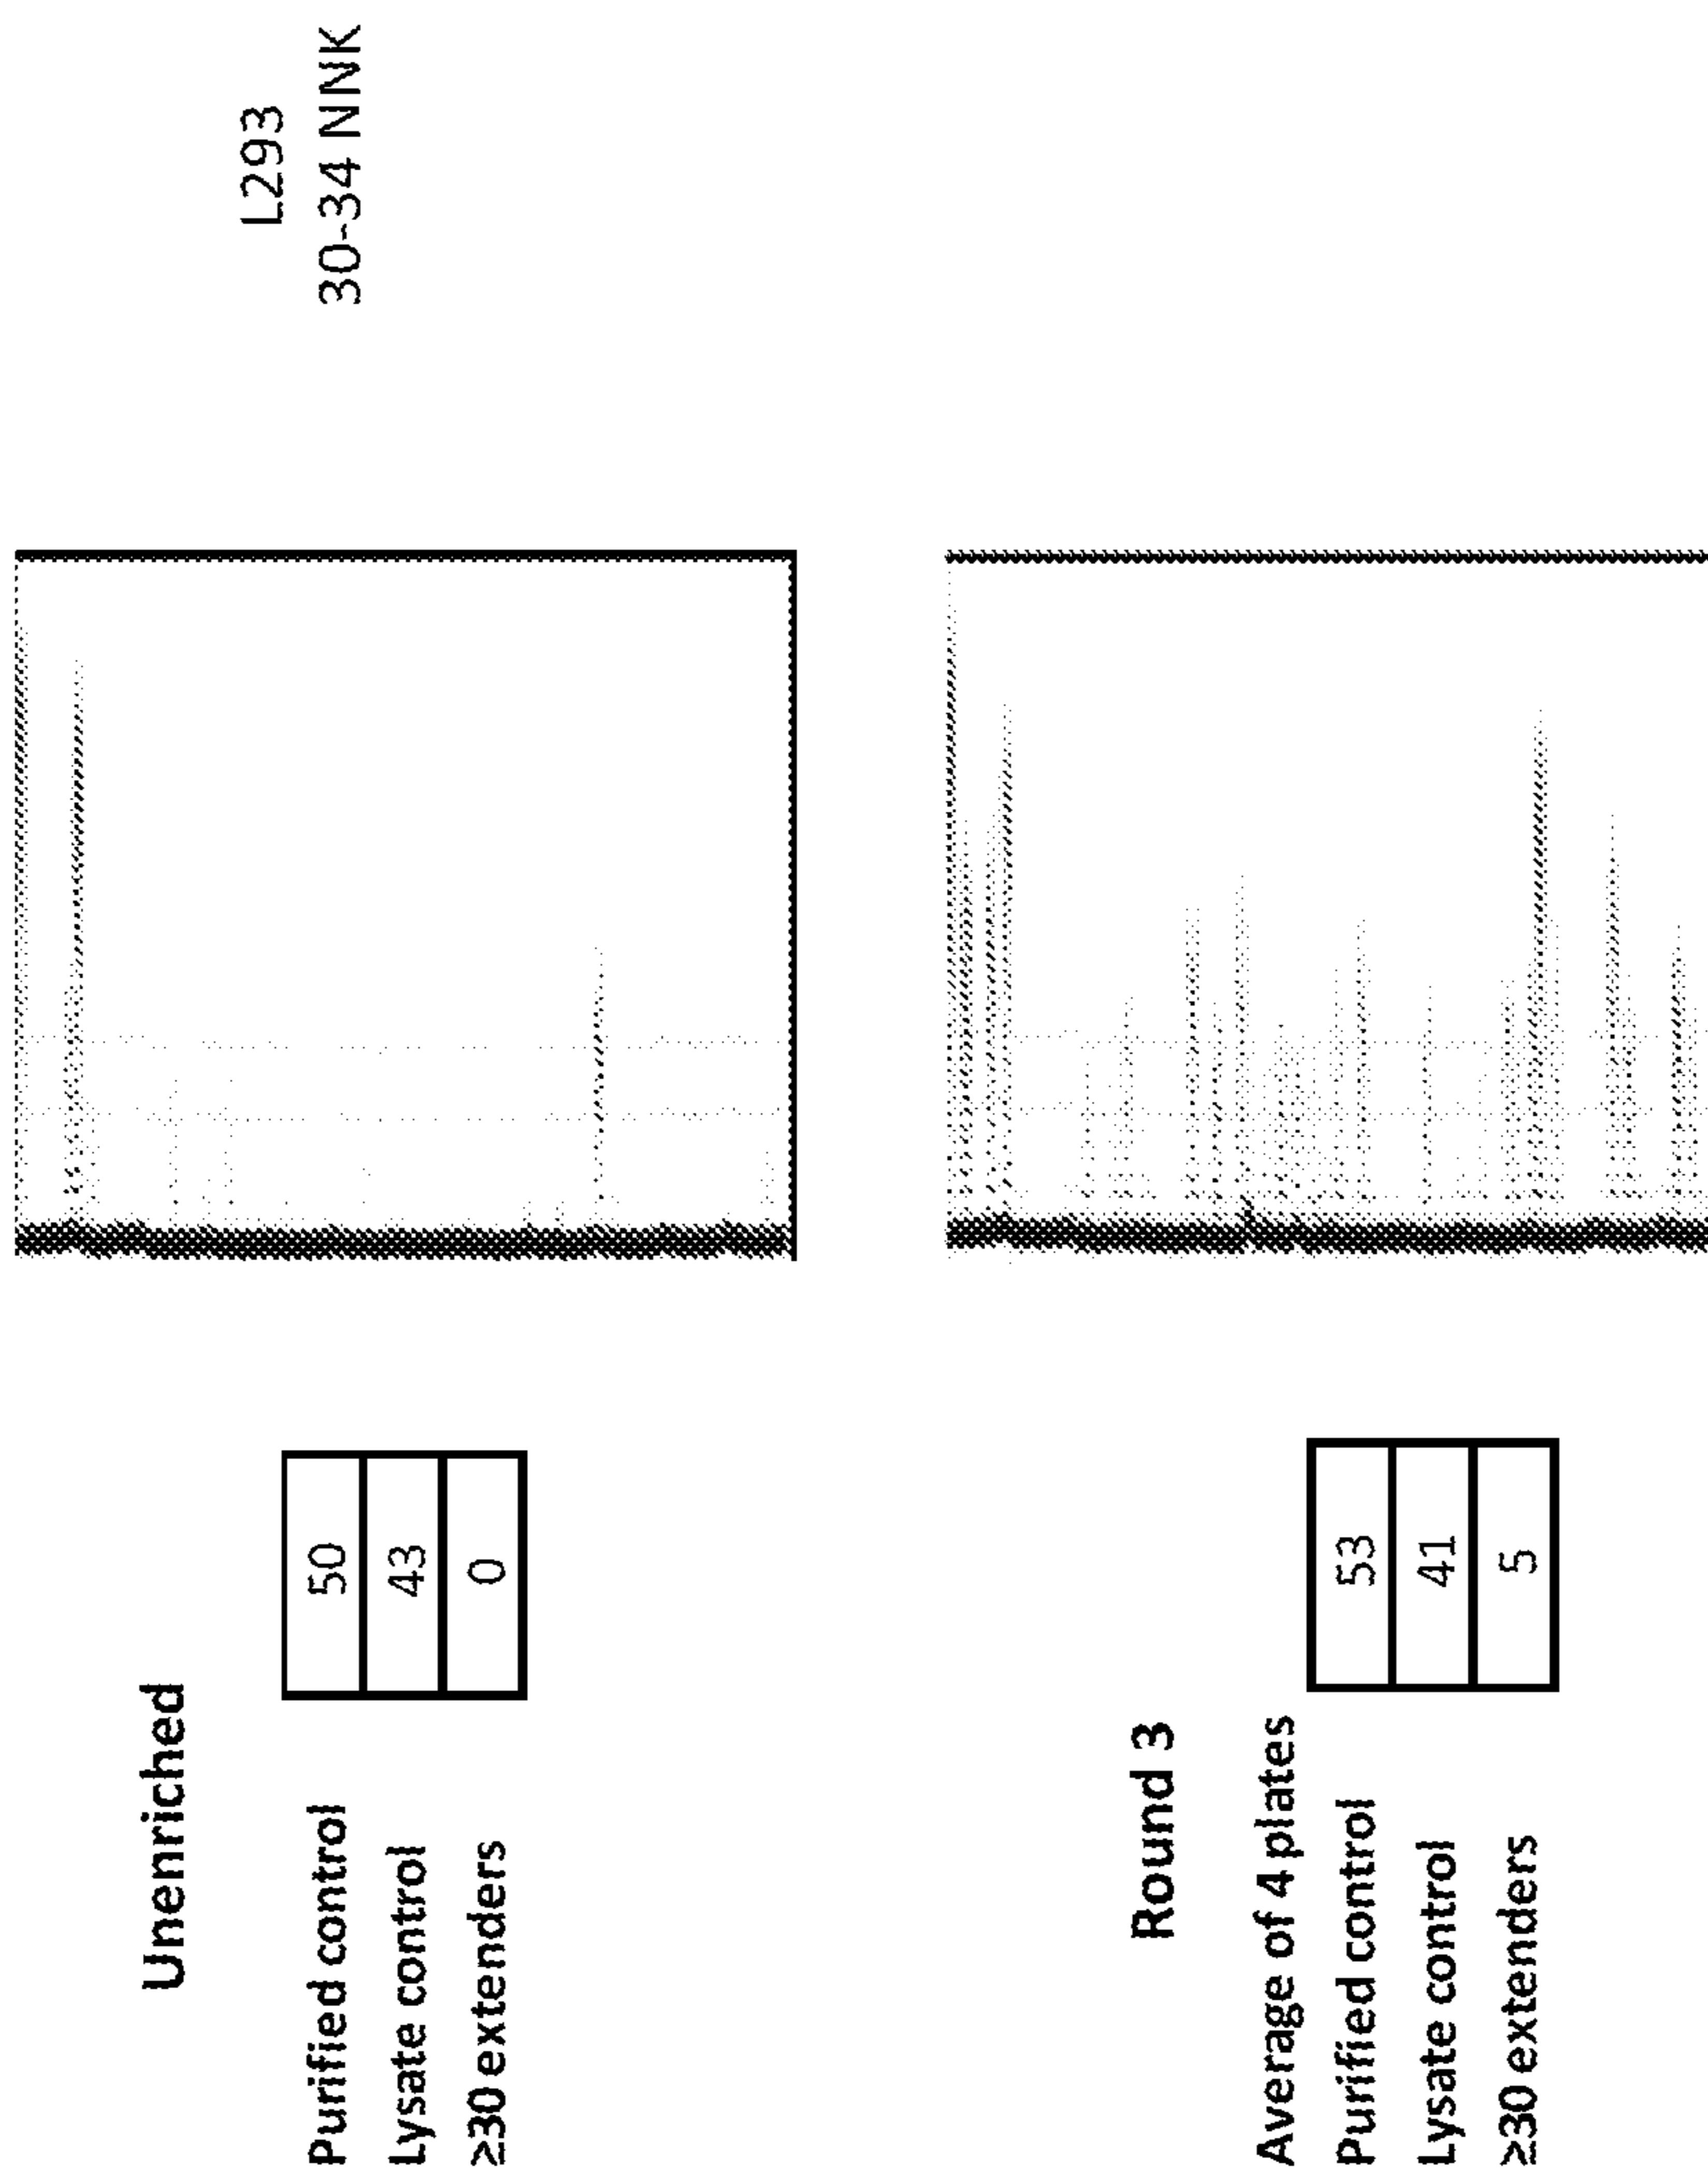 L293
30-34 NNK
Unenriched
Purified control 50
Lysate control 43
≥30 extenders 0
Round 3
Average of 4 plates
Purified control 53
Lysate control 41
≥30 extenders 5